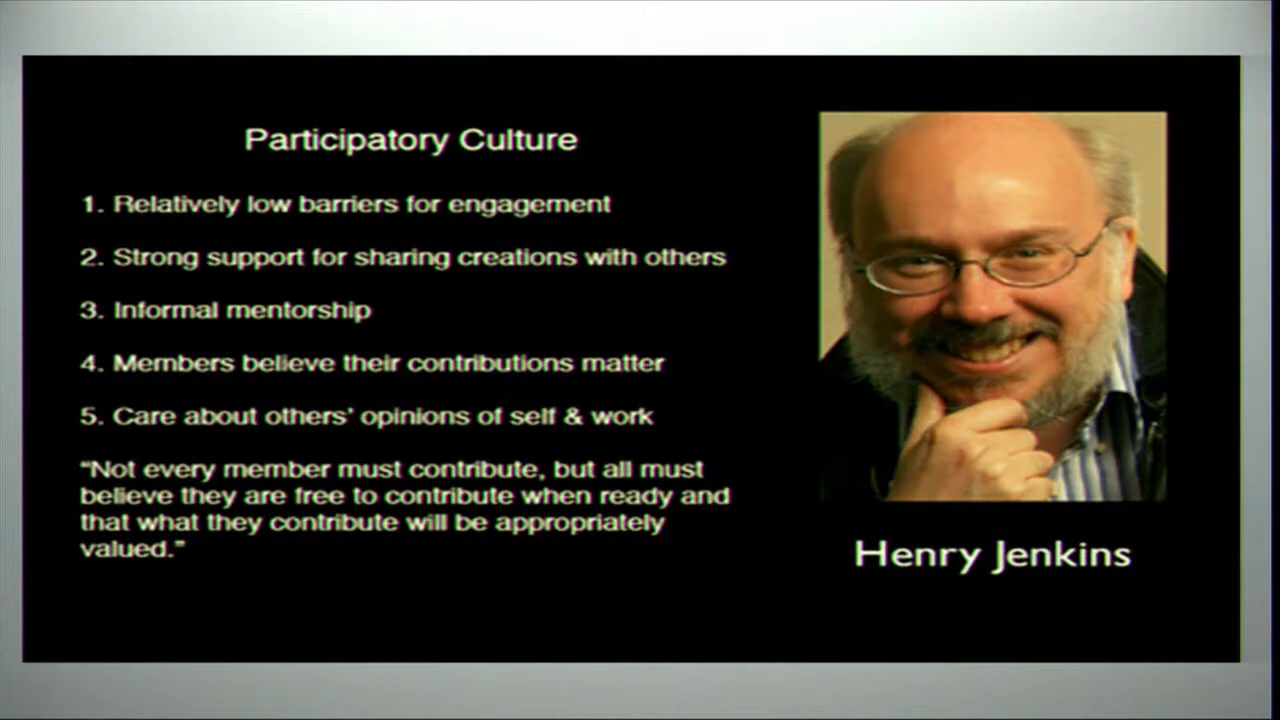 Participatory Culture
1. Relatively low barriers for engagement
2. Strong support for sharing creations with others
3. Informal mentorship
4. Members believe their contributions matter
5. Care about others’ opinions of self & work
“Not every member must contribute, but all must
believe they are free to contribute when ready and
that what they contribute will be appropriately
valued.”
Henry Jenkins